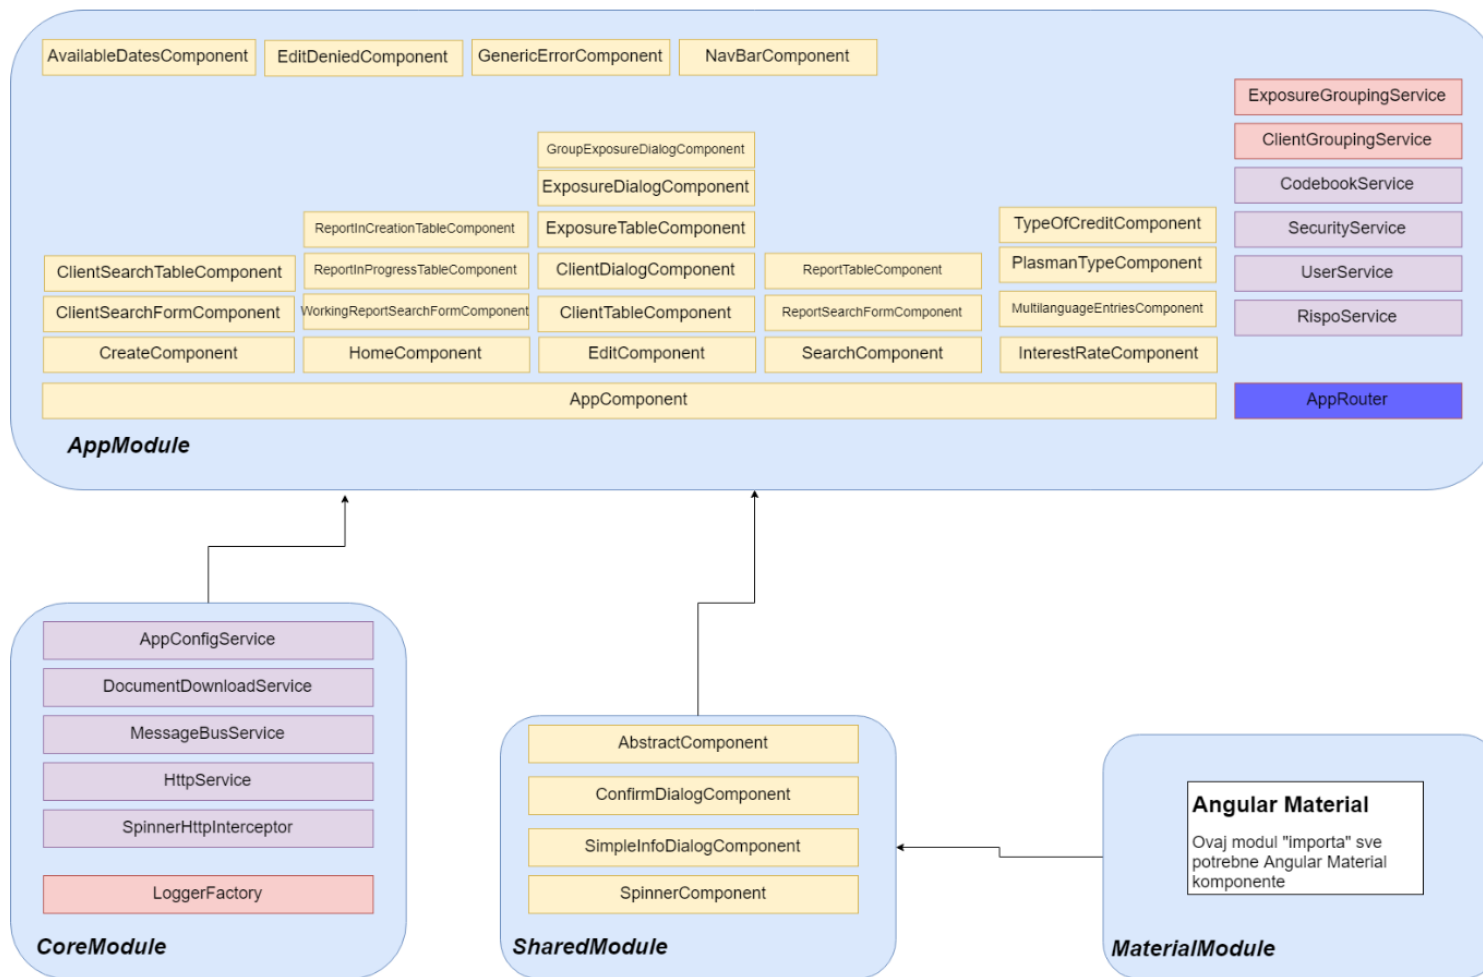 AvailableDatesComponent
EditDeniedComponent
GenericErrorComponent
NavBarComponent
GroupExposureDialogComponent
ExposureDialogComponent
ExposureTableComponent
ClientDialogComponent
ClientTableComponent
EditComponent
ReportInCreationTableComponent
ReportInProgressTableComponent
WorkingReportSearchFormComponent
HomeComponent
ClientSearchTableComponent
ClientSearchFormComponent
CreateComponent
ReportTableComponent
ReportSearchFormComponent
SearchComponent
TypeOfCreditComponent
PlasmanTypeComponent
MultilanguageEntriesComponent
InterestRateComponent
AppComponent
ExposureGroupingService
ClientGroupingService
CodebookService
SecurityService
UserService
RispoService
AppRouter
AppModule
AppConfigService
DocumentDownloadService
MessageBusService
HttpService
SpinnerHttpInterceptor
LoggerFactory
CoreModule
AbstractComponent
ConfirmDialogComponent
SimpleInfoDialogComponent
SpinnerComponent
SharedModule
Angular Material
Ovaj modul "importa" sve
potrebne Angular Material
komponente
MaterialModule